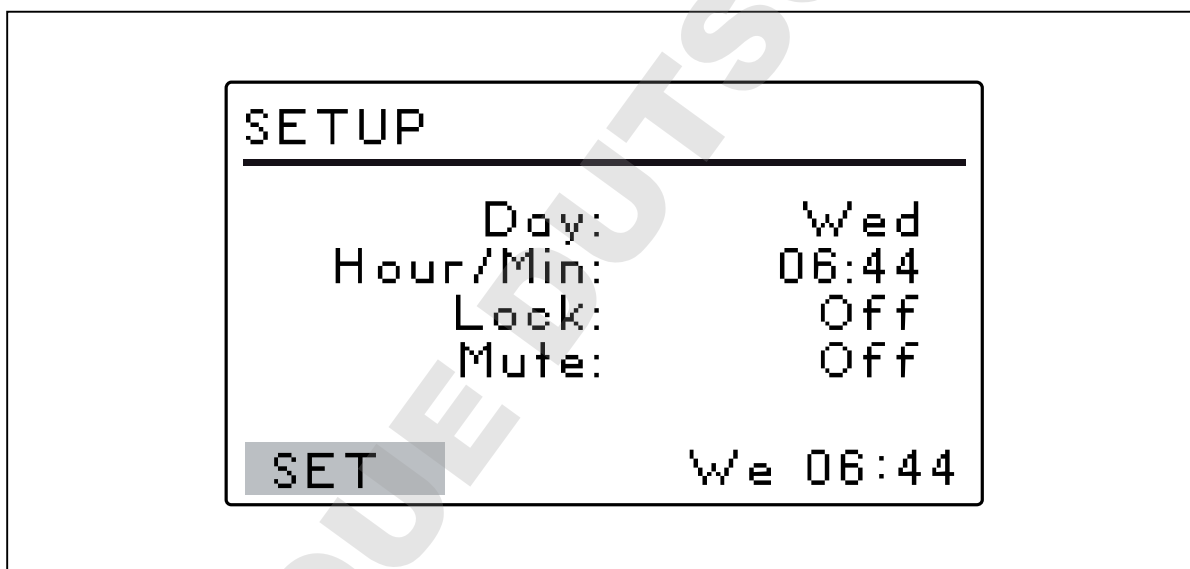 SETUP
Day: Wed
Hour/Min: 06:44
Lock: Off
Mute: Off
SET We 06:44